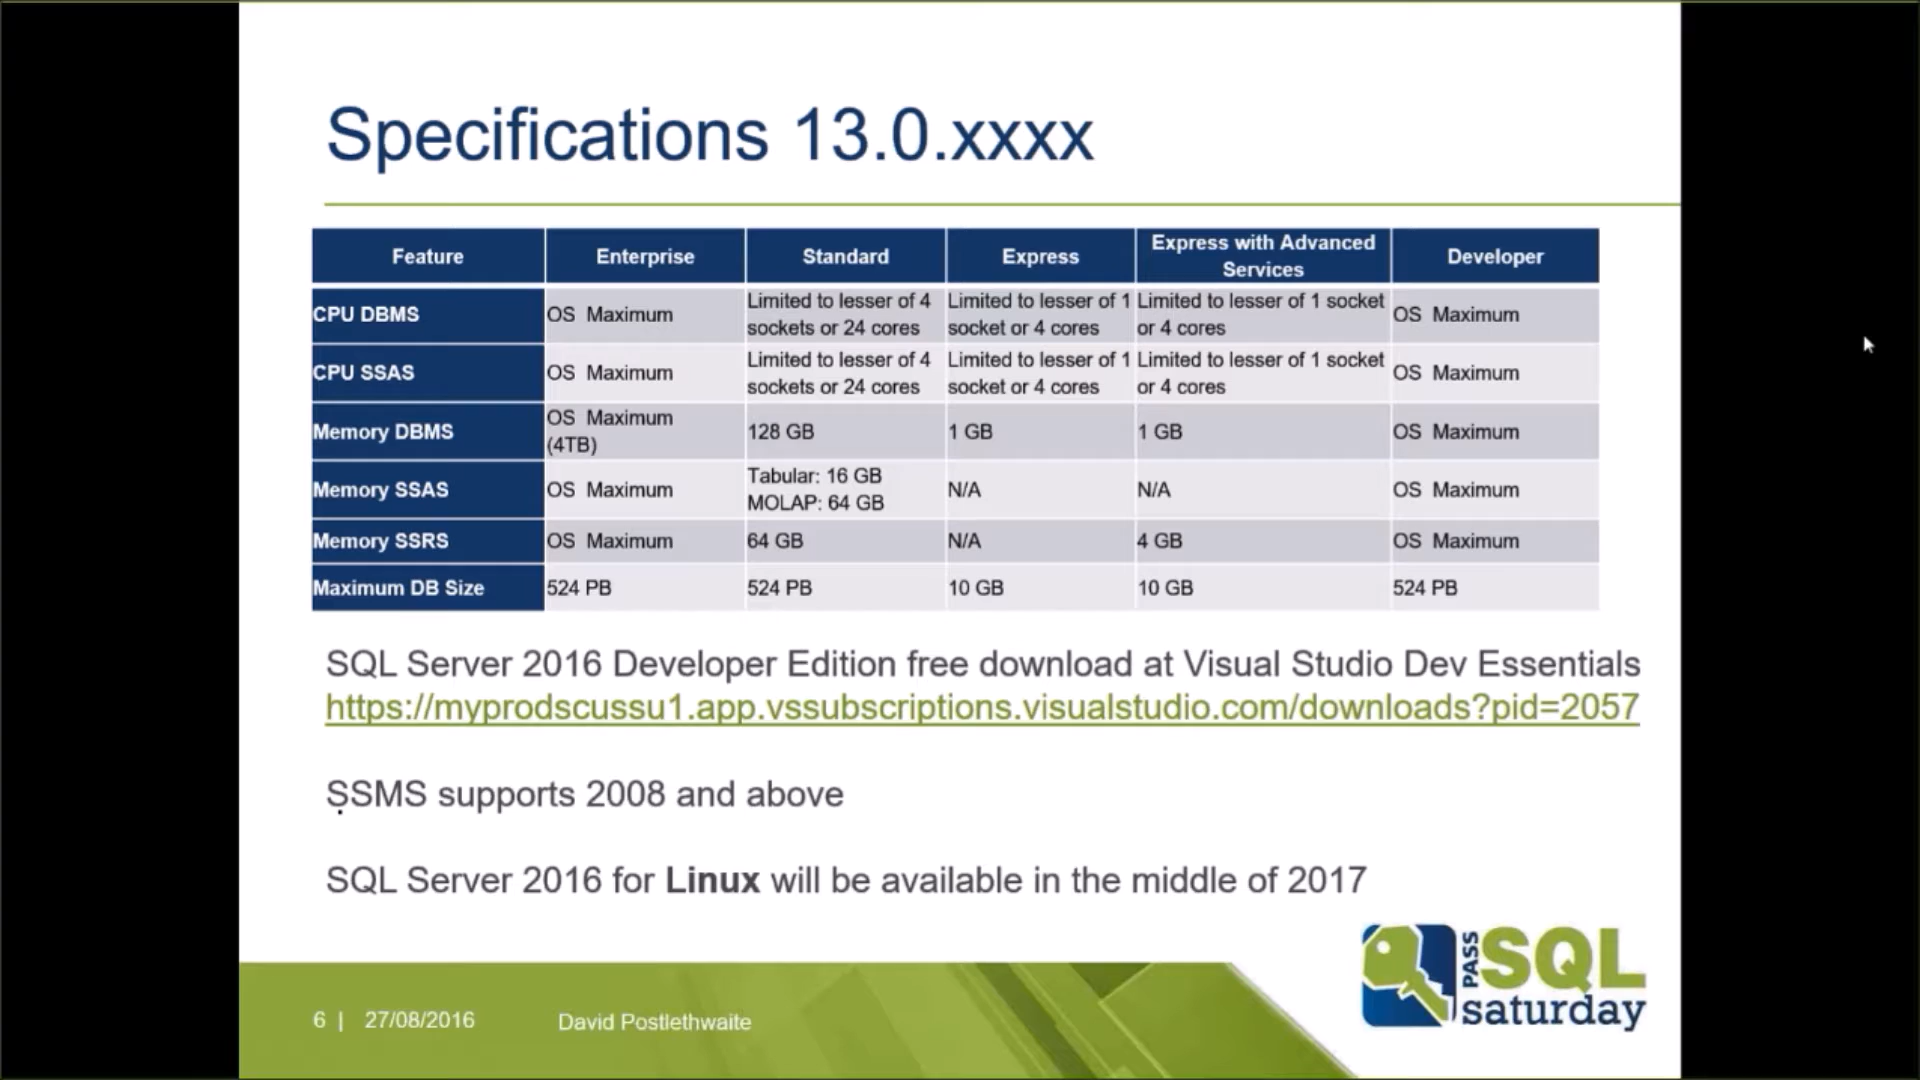 Specifications 13.0.xxxx
Feature Enterprise Standard Express Express with Advanced Services Developer
CPU DBMS OS Maximum Limited to lesser of 4 sockets or 24 cores Limited to lesser of 1 socket or 4 cores Limited to lesser of 1 socket or 4 cores OS Maximum
CPU SSAS OS Maximum Limited to lesser of 4 sockets or 24 cores Limited to lesser of 1 socket or 4 cores Limited to lesser of 1 socket or 4 cores OS Maximum
Memory DBMS OS Maximum (4TB) 128 GB 1 GB 1 GB OS Maximum
Memory SSAS OS Maximum Tabular: 16 GB MOLAP: 64 GB N/A N/A OS Maximum
Memory SSRS OS Maximum 64 GB N/A 4 GB OS Maximum
Maximum DB Size 524 PB 524 PB 10 GB 10 GB 524 PB
SQL Server 2016 Developer Edition free download at Visual Studio Dev Essentials
https://myprodscussu1.app.vssubscriptions.visualstudio.com/downloads?pid=2057
SSMS supports 2008 and above
SQL Server 2016 for Linux will be available in the middle of 2017
PASS SQL
saturday
6 | 27/08/2016 David Postlethwaite